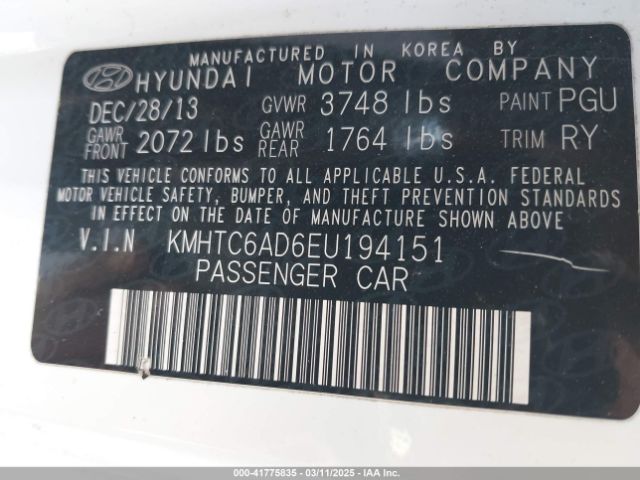 MANUFACTURED IN KOREA BY
HYUNDAI MOTOR COMPANY
DEC/28/13 GVWR 3748 lbs PAINT PGU
GAWR FRONT 2072 lbs GAWR REAR 1764 lbs TRIM RY
THIS VEHICLE CONFORMS TO ALL APPLICABLE U.S.A. FEDERAL
MOTOR VEHICLE SAFETY, BUMPER, AND THEFT PREVENTION STANDARDS
IN EFFECT ON THE DATE OF MANUFACTURE SHOWN ABOVE
V.I.N KMHTC6AD6EU194151
PASSENGER CAR
000-41775835 - 03/11/2025 - IAA, Inc.